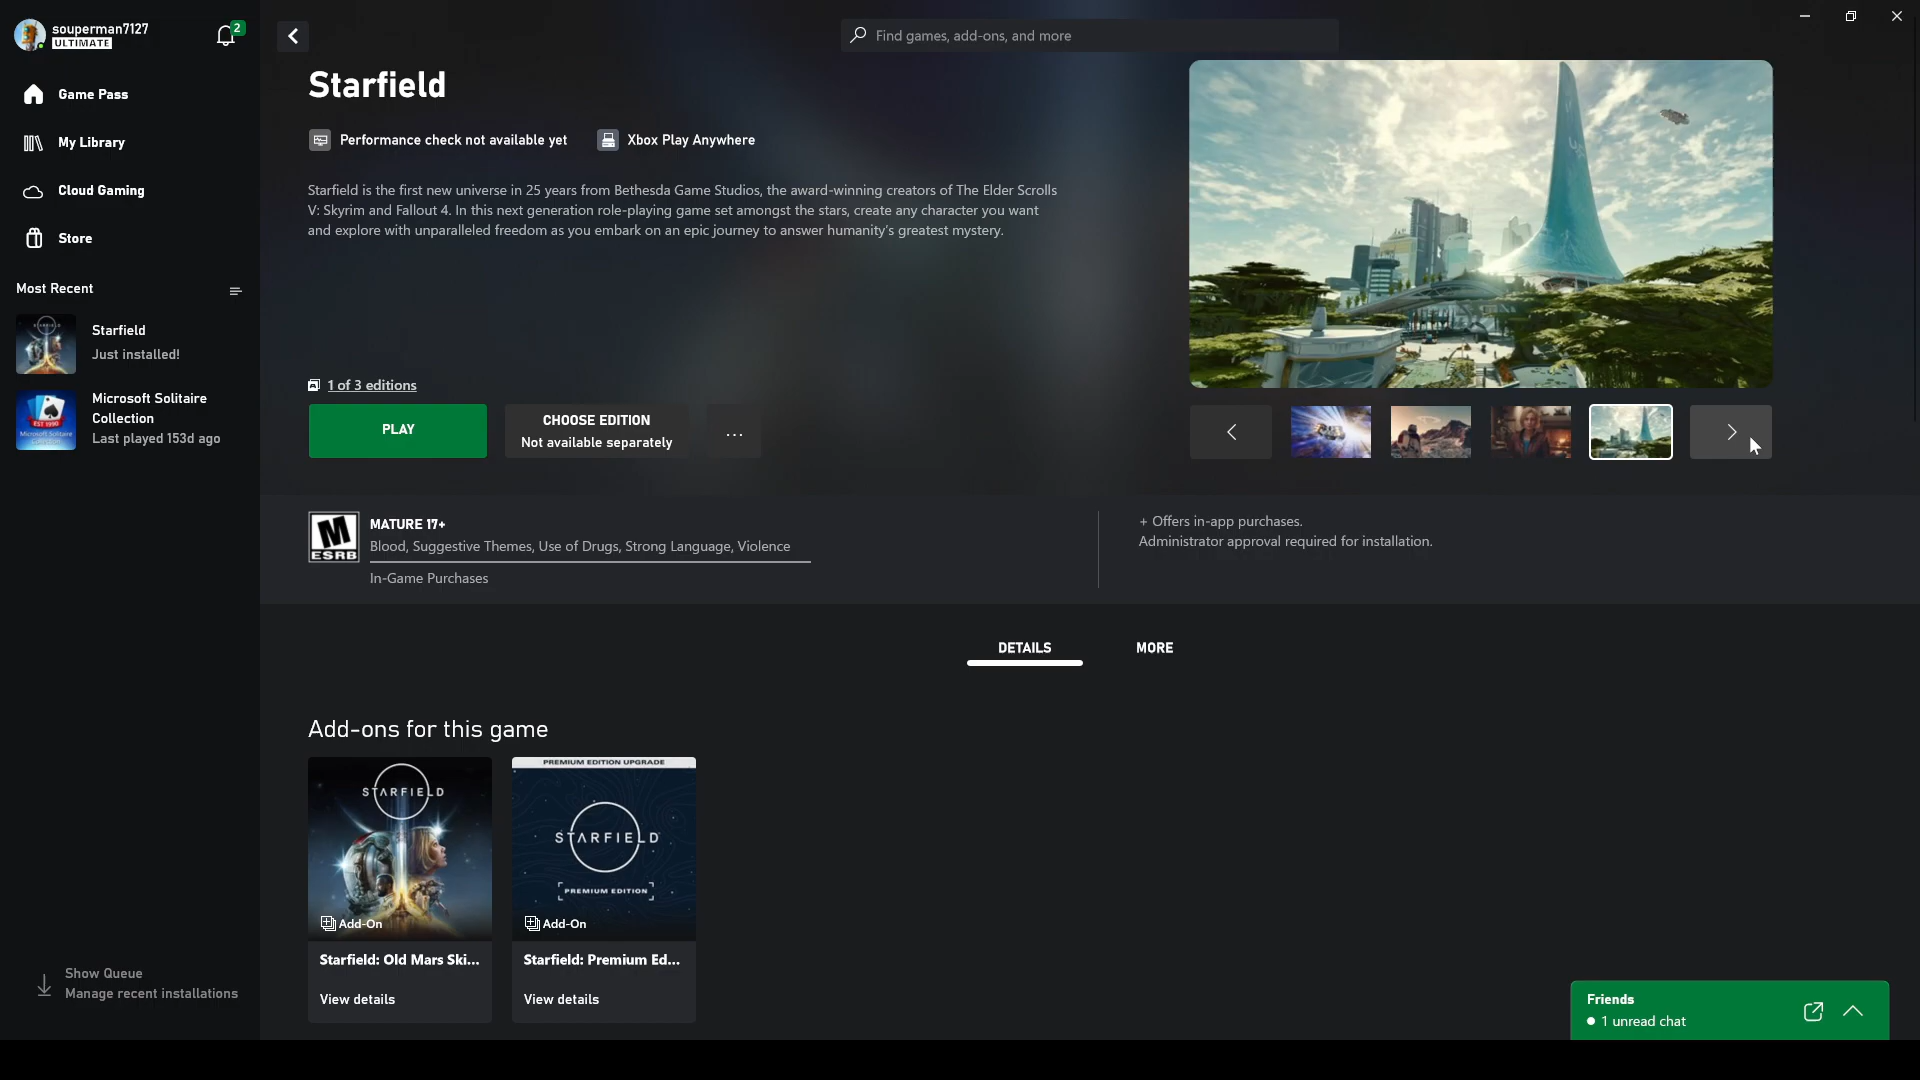 souperman7127
ULTIMATE
2
Find games, add-ons, and more
Game Pass
My Library
Cloud Gaming
Store
Most Recent
Starfield
Just installed!
Microsoft Solitaire
Collection
Last played 153d ago
Show Queue
Manage recent installations
Starfield
Performance check not available yet
Xbox Play Anywhere
Starfield is the first new universe in 25 years from Bethesda Game Studios, the award-winning creators of The Elder Scrolls
V: Skyrim and Fallout 4. In this next generation role-playing game set amongst the stars, create any character you want
and explore with unparalleled freedom as you embark on an epic journey to answer humanity's greatest mystery.
1 of 3 editions
PLAY
CHOOSE EDITION
Not available separately
...
M
ESRB
MATURE 17+
Blood, Suggestive Themes, Use of Drugs, Strong Language, Violence
In-Game Purchases
+ Offers in-app purchases.
Administrator approval required for installation.
DETAILS
MORE
Add-ons for this game
STARFIELD
Add-On
Starfield: Old Mars Ski...
View details
PREMIUM EDITION UPGRADE
STARFIELD
PREMIUM EDITION
Add-On
Starfield: Premium Ed...
View details
Friends
1 unread chat